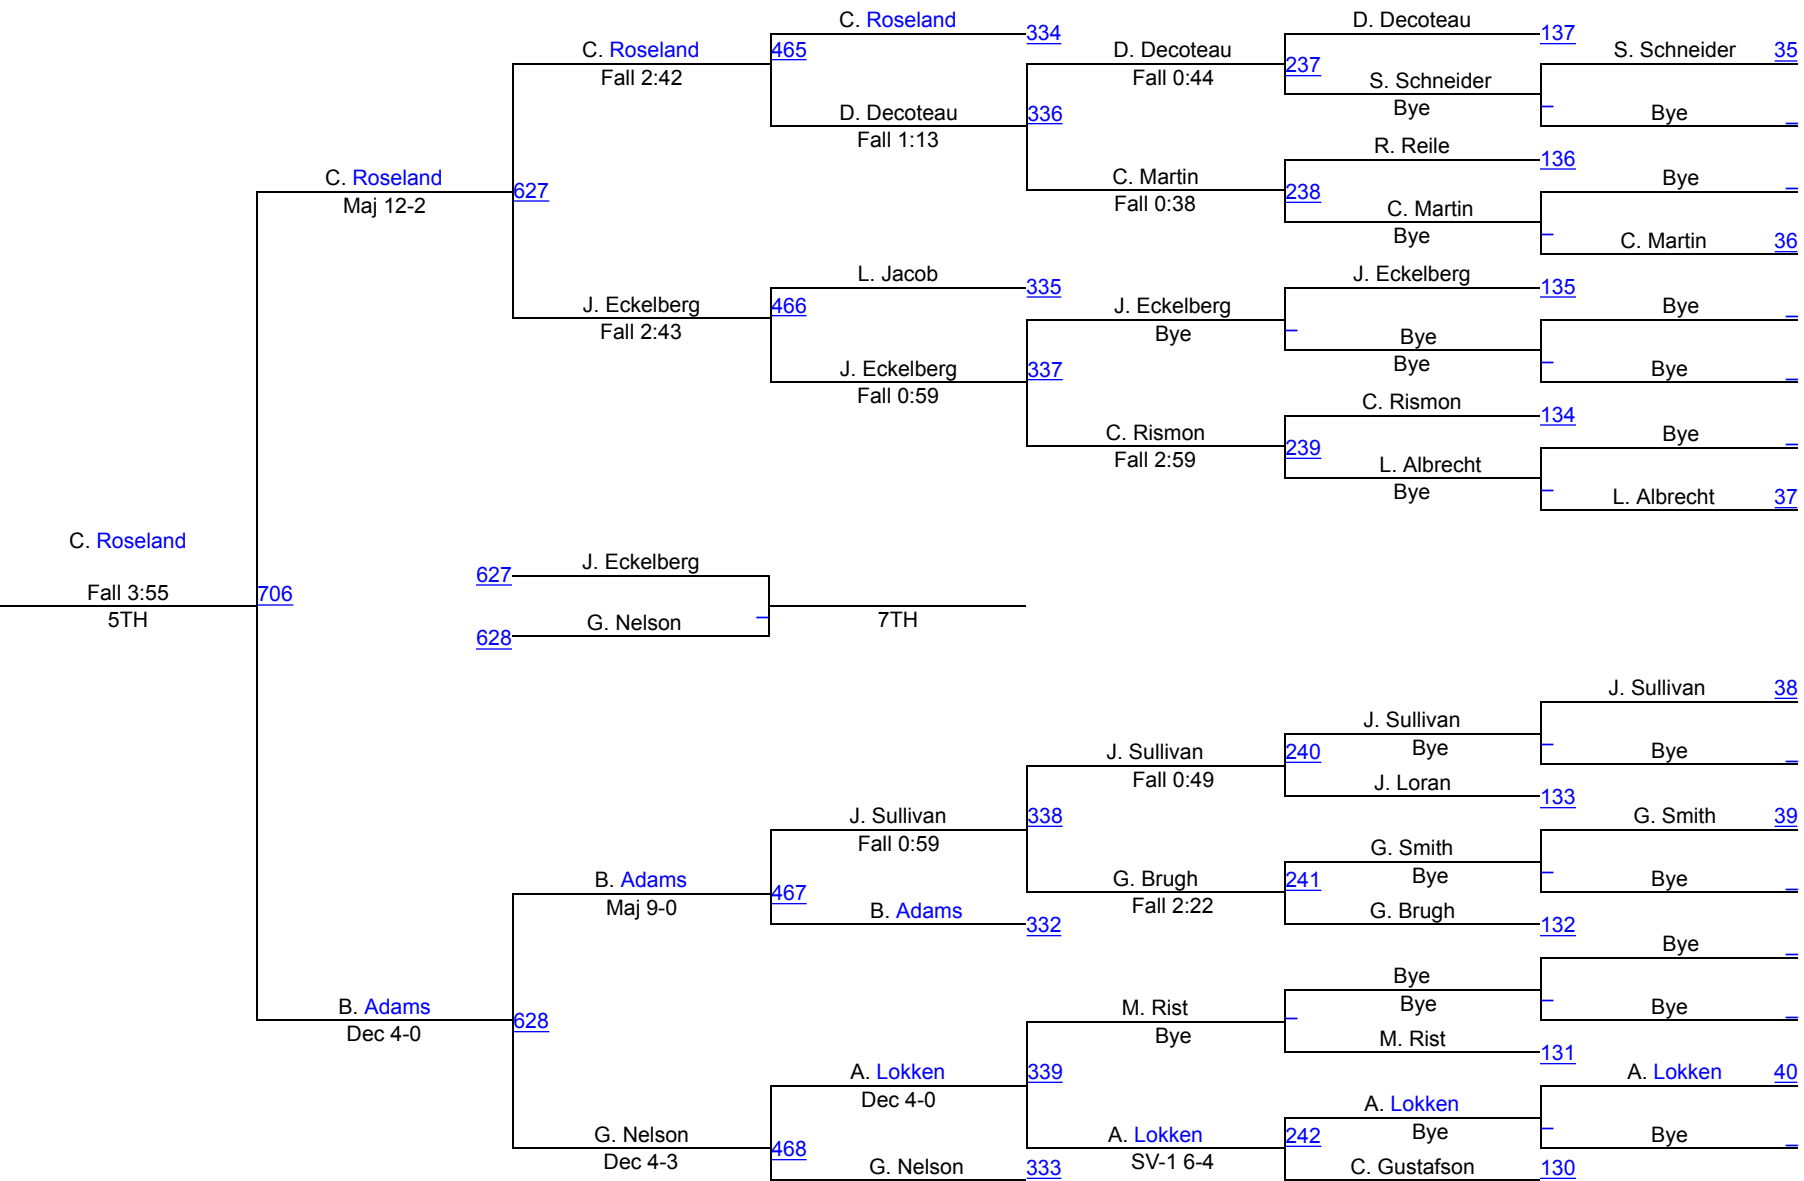 C. Roseland
D. Decoteau
334
137
C. Roseland
465
D. Decoteau
237
S. Schneider
35
Fall 2:42
Fall 0:44
S. Schneider
Bye
D. Decoteau
336
Bye
Fall 1:13
R. Reile
136
C. Roseland
627
C. Martin
238
Bye
Maj 12-2
Fall 0:38
C. Martin
Bye
C. Martin
36
L. Jacob
335
J. Eckelberg
135
J. Eckelberg
466
J. Eckelberg
Bye
Fall 2:43
Bye
Bye
Bye
J. Eckelberg
337
Bye
Fall 0:59
C. Rismon
134
C. Rismon
239
Bye
Fall 2:59
L. Albrecht
Bye
L. Albrecht
37
C. Roseland
Fall 3:55
706
5TH
627
J. Eckelberg
628
G. Nelson
7TH
J. Sullivan
38
J. Sullivan
Bye
J. Sullivan
240
Bye
Fall 0:49
J. Loran
133
J. Sullivan
338
G. Smith
39
Fall 0:59
G. Smith
Bye
B. Adams
467
G. Brugh
241
Bye
Maj 9-0
Fall 2:22
B. Adams
332
G. Brugh
132
Bye
Bye
Bye
B. Adams
628
M. Rist
Bye
Dec 4-0
Bye
M. Rist
131
A. Lokken
339
A. Lokken
40
Dec 4-0
A. Lokken
Bye
G. Nelson
468
A. Lokken
242
Bye
Dec 4-3
SV-1 6-4
G. Nelson
333
C. Gustafson
130